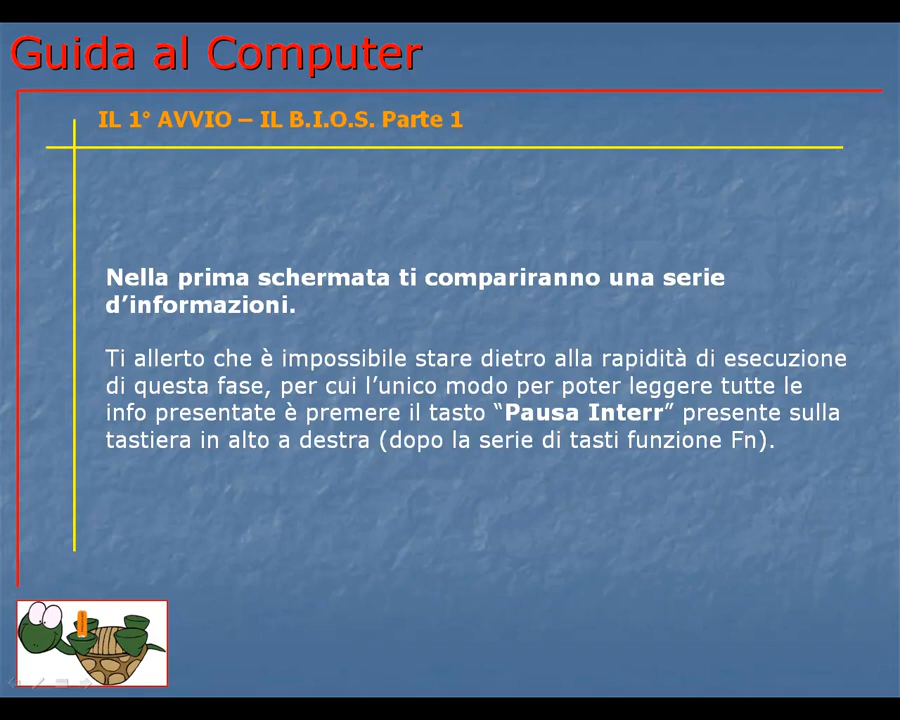 Guida al Computer
IL 1° AVVIO – IL B.I.O.S. Parte 1
Nella prima schermata ti compariranno una serie
d’informazioni.
Ti allerto che è impossibile stare dietro alla rapidità di esecuzione
di questa fase, per cui l’unico modo per poter leggere tutte le
info presentate è premere il tasto “Pausa Interr” presente sulla
tastiera in alto a destra (dopo la serie di tasti funzione Fn).